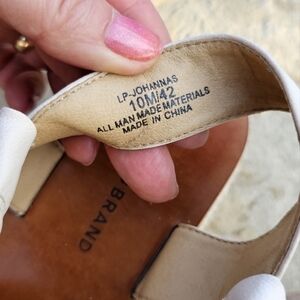 LP-JOHANNAS
10M/42
ALL MAN MADE MATERIALS
MADE IN CHINA
BRAND